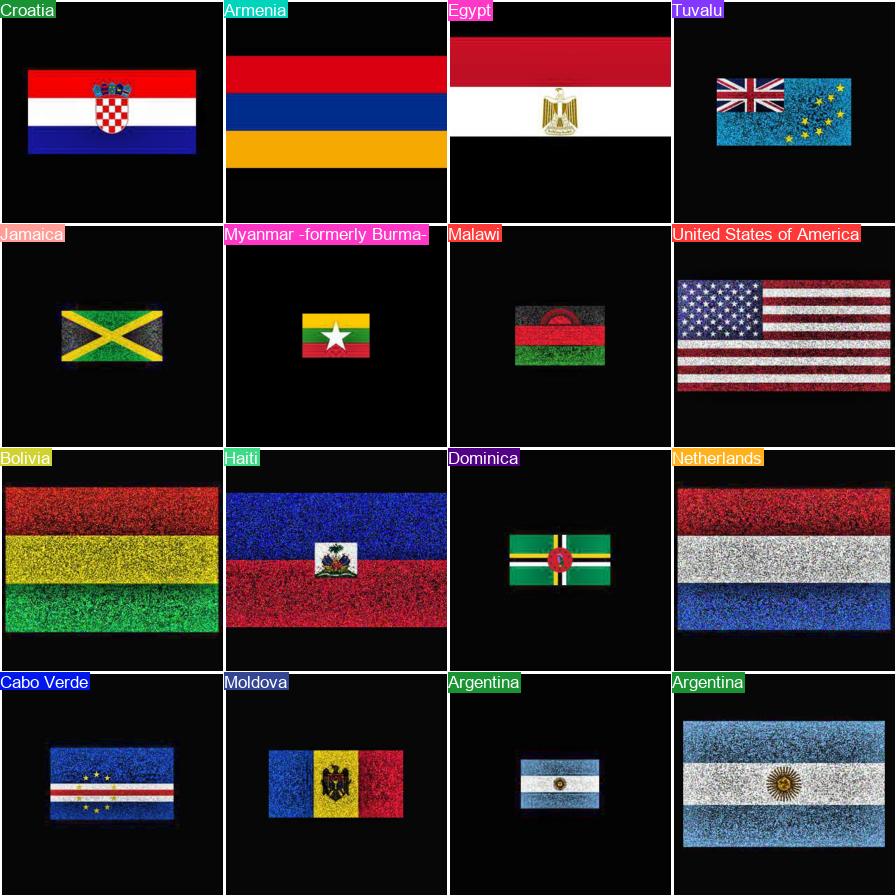 Croatia
Armenia
Egypt
Tuvalu
Jamaica
Myanmar -formerly Burma-
Malawi
United States of America
Bolivia
Haiti
Dominica
Netherlands
Cabo Verde
Moldova
Argentina
Argentina